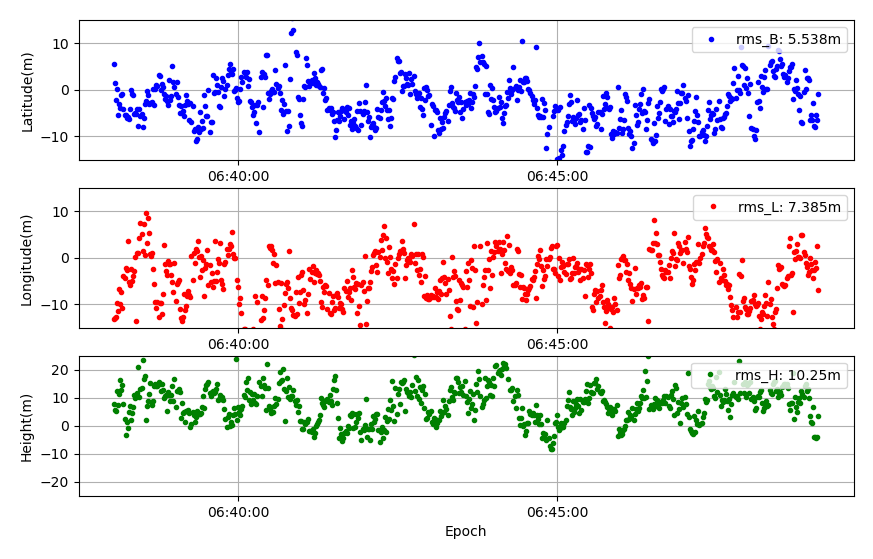 Latitude(m)
10
0
−10
rms_B: 5.538m
06:40:00
06:45:00
Longitude(m)
10
0
−10
rms_L: 7.385m
06:40:00
06:45:00
Height(m)
20
10
0
−10
−20
rms_H: 10.25m
06:40:00
06:45:00
Epoch